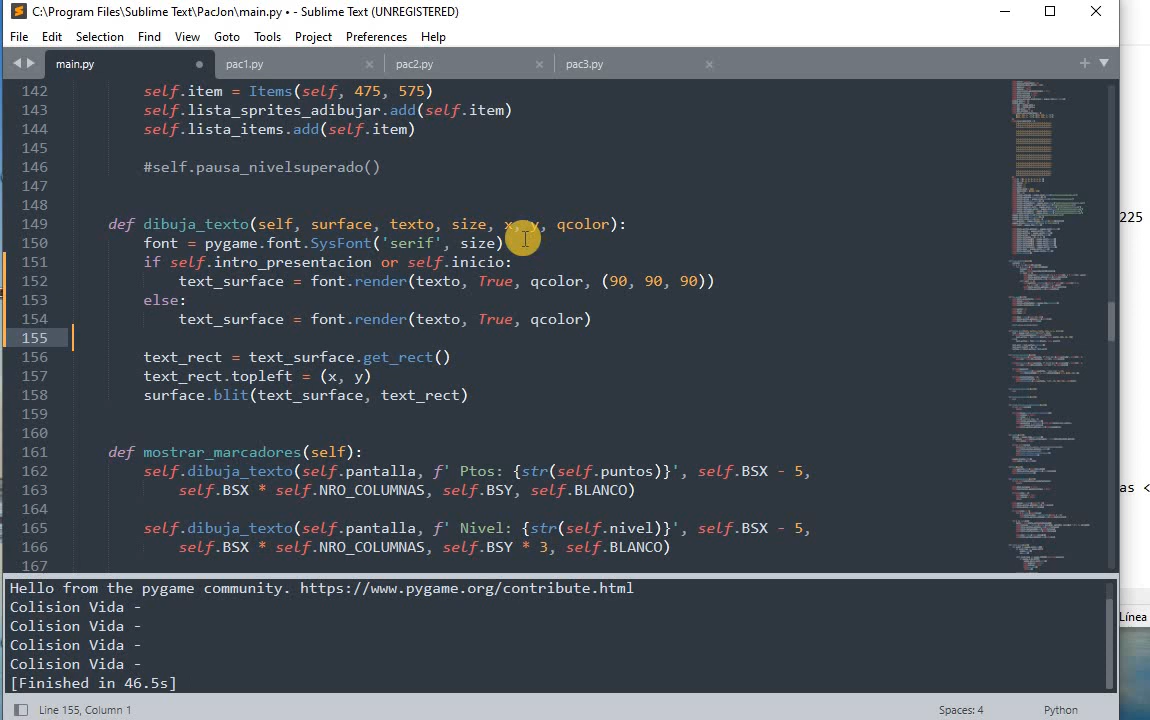 C:\Program Files\Sublime Text\PacJon\main.py • - Sublime Text (UNREGISTERED)
File Edit Selection Find View Goto Tools Project Preferences Help
main.py pac1.py pac2.py pac3.py
142 self.item = Items(self, 475, 575)
143 self.lista_sprites_adibujar.add(self.item)
144 self.lista_items.add(self.item)
145
146 #self.pausa_nivelsuperado()
147
148
149 def dibuja_texto(self, surface, texto, size, x, y, qcolor):
150 font = pygame.font.SysFont('serif', size)
151 if self.intro_presentacion or self.inicio:
152 text_surface = font.render(texto, True, qcolor, (90, 90, 90))
153 else:
154 text_surface = font.render(texto, True, qcolor)
155
156 text_rect = text_surface.get_rect()
157 text_rect.topleft = (x, y)
158 surface.blit(text_surface, text_rect)
159
160
161 def mostrar_marcadores(self):
162 self.dibuja_texto(self.pantalla, f' Ptos: {str(self.puntos)}', self.BSX - 5,
163 self.BSX * self.NRO_COLUMNAS, self.BSY, self.BLANCO)
164
165 self.dibuja_texto(self.pantalla, f' Nivel: {str(self.nivel)}', self.BSX - 5,
166 self.BSX * self.NRO_COLUMNAS, self.BSY * 3, self.BLANCO)
167
225
as <
Línea
Hello from the pygame community. https://www.pygame.org/contribute.html
Colision Vida -
Colision Vida -
Colision Vida -
Colision Vida -
[Finished in 46.5s]
Line 155, Column 1 Spaces: 4 Python